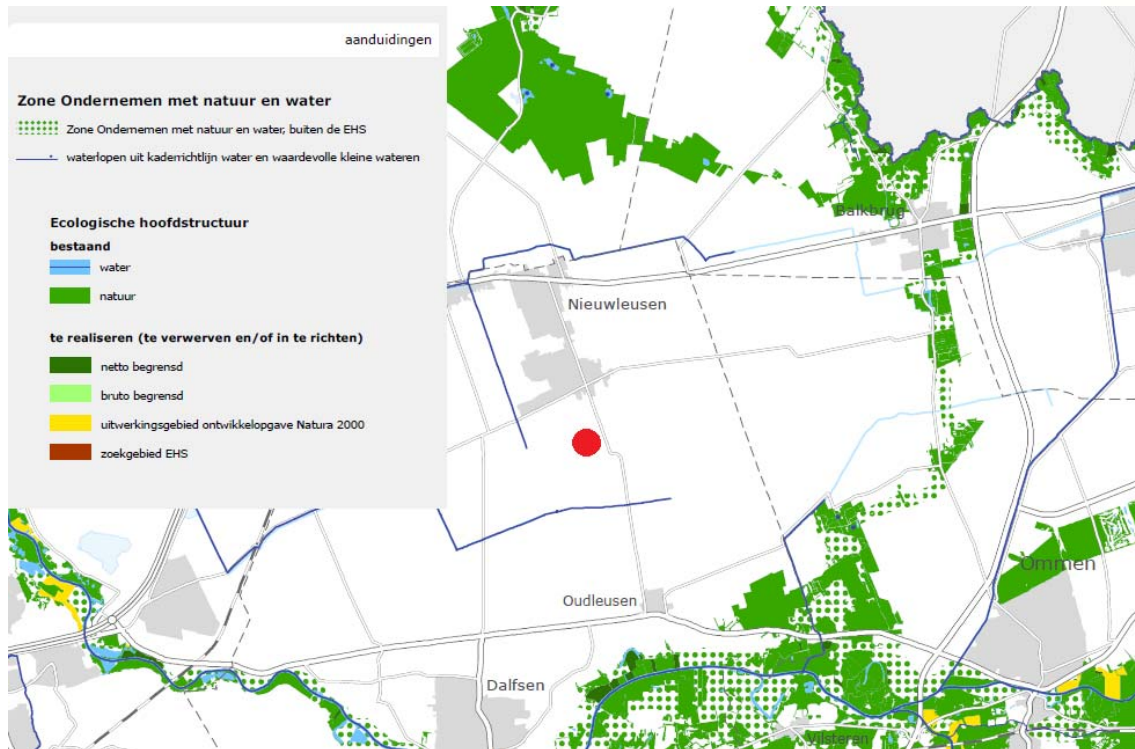 aanduidingen
Zone Ondernemen met natuur en water
Zone Ondernemen met natuur en water, buiten de EHS
waterlopen uit kaderrichtlijn water en waardevolle kleine wateren
Ecologische hoofdstructuur
bestaand
water
natuur
te realiseren (te verwerven en/of in te richten)
netto begrensd
bruto begrensd
uitwerkingsgebied ontwikkelopgave Natura 2000
zoekgebied EHS
Balkbrug
Nieuwleusen
Ommen
Oudleusen
Dalfsen
Vilsteren